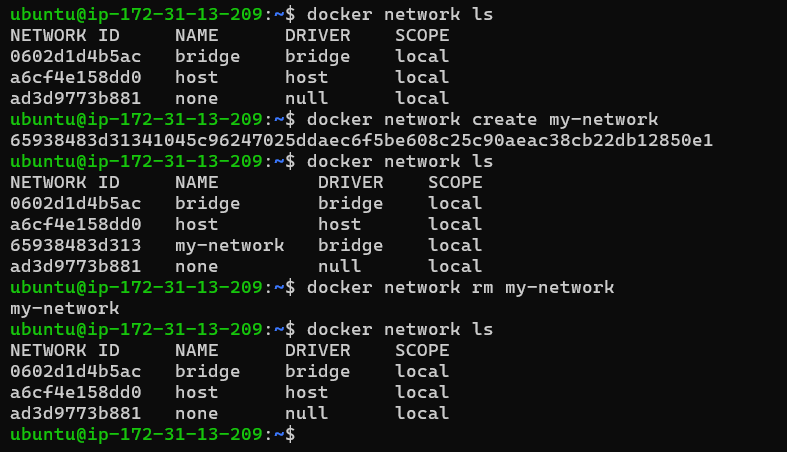 ubuntu@ip-172-31-13-209:~$ docker network ls
NETWORK ID     NAME      DRIVER    SCOPE
0602d1d4b5ac   bridge    bridge    local
a6cf4e158dd0   host      host      local
ad3d9773b881   none      null      local
ubuntu@ip-172-31-13-209:~$ docker network create my-network
65938483d31341045c96247025ddaec6f5be608c25c90aeac38cb22db12850e1
ubuntu@ip-172-31-13-209:~$ docker network ls
NETWORK ID     NAME         DRIVER    SCOPE
0602d1d4b5ac   bridge       bridge    local
a6cf4e158dd0   host         host      local
65938483d313   my-network   bridge    local
ad3d9773b881   none         null      local
ubuntu@ip-172-31-13-209:~$ docker network rm my-network
my-network
ubuntu@ip-172-31-13-209:~$ docker network ls
NETWORK ID     NAME      DRIVER    SCOPE
0602d1d4b5ac   bridge    bridge    local
a6cf4e158dd0   host      host      local
ad3d9773b881   none      null      local
ubuntu@ip-172-31-13-209:~$